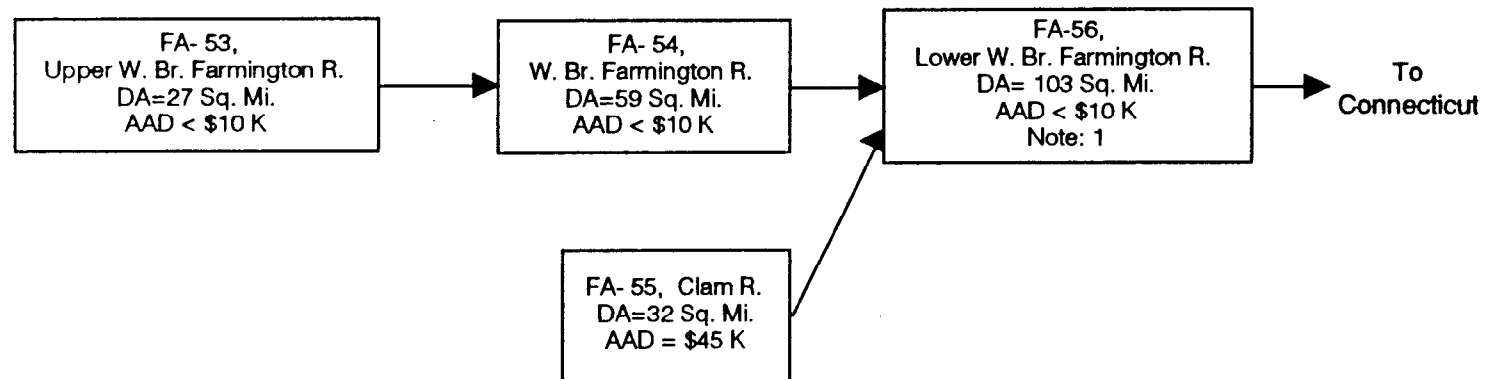 FA- 53,
Upper W. Br. Farmington R.
DA=27 Sq. Mi.
AAD < $10 K
FA- 54,
W. Br. Farmington R.
DA=59 Sq. Mi.
AAD < $10 K
FA-56,
Lower W. Br. Farmington R.
DA= 103 Sq. Mi.
AAD < $10 K
Note: 1
To
Connecticut
FA- 55, Clam R.
DA=32 Sq. Mi.
AAD = $45 K